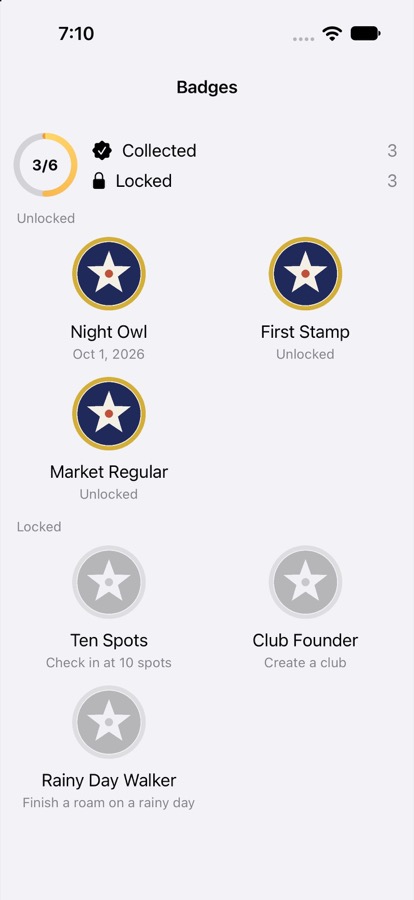 7:10
Badges
3/6
Collected 3
Locked 3
Unlocked
Night Owl First Stamp
Oct 1, 2026 Unlocked
Market Regular
Unlocked
Locked
Ten Spots Club Founder
Check in at 10 spots Create a club
Rainy Day Walker
Finish a roam on a rainy day